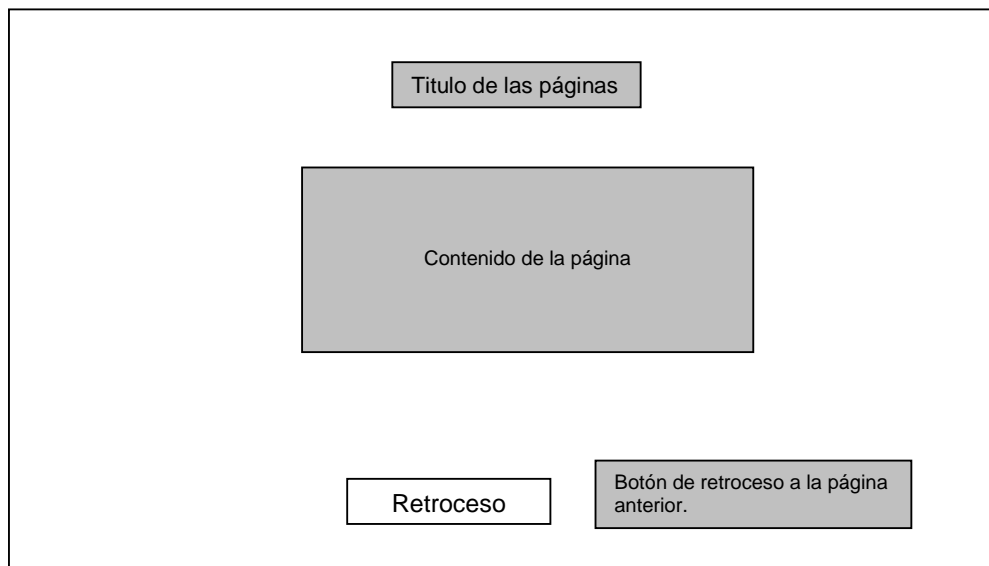 Titulo de las páginas
Contenido de la página
Retroceso
Botón de retroceso a la página
anterior.